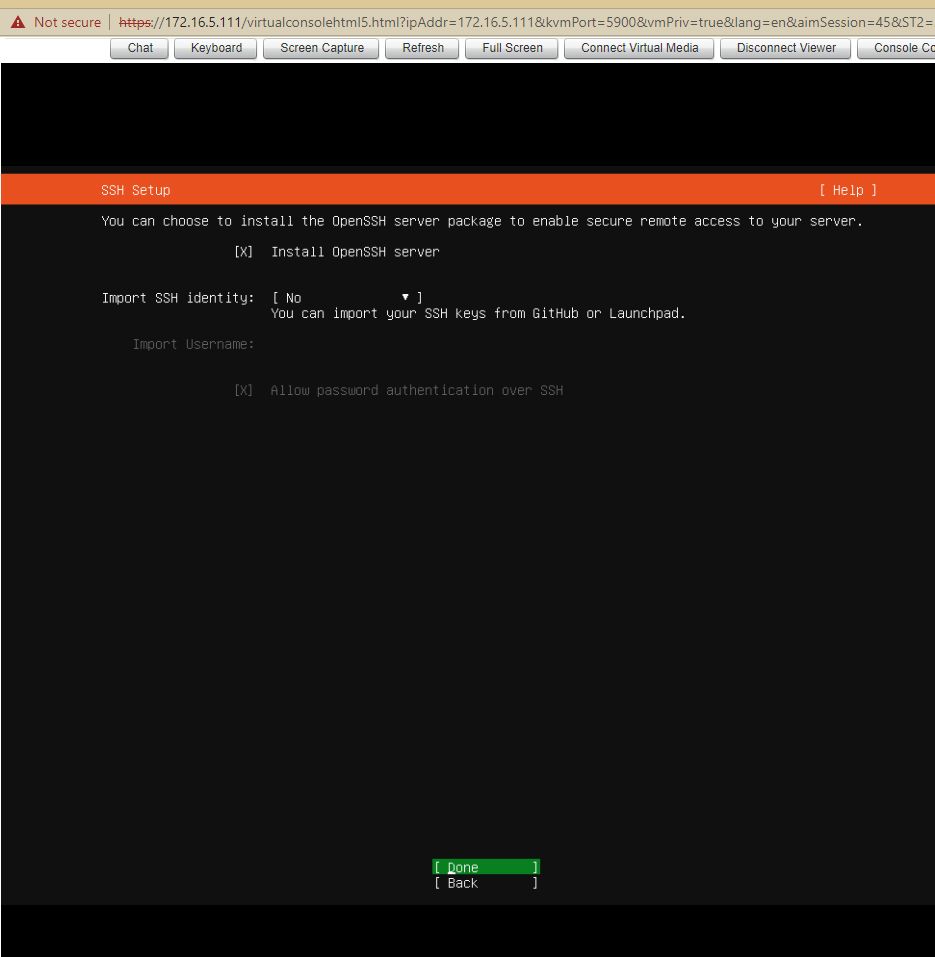 Not secure | https://172.16.5.111/virtualconsolehtml5.html?ipAddr=172.16.5.111&kvmPort=5900&vmPriv=true&lang=en&aimSession=45&ST2=
Chat Keyboard Screen Capture Refresh Full Screen Connect Virtual Media Disconnect Viewer Console Co
SSH Setup [ Help ]
You can choose to install the OpenSSH server package to enable secure remote access to your server.
[X] Install OpenSSH server
Import SSH identity: [ No ▼ ]
You can import your SSH keys from GitHub or Launchpad.
Import Username:
[X] Allow password authentication over SSH
[ Done ]
[ Back ]